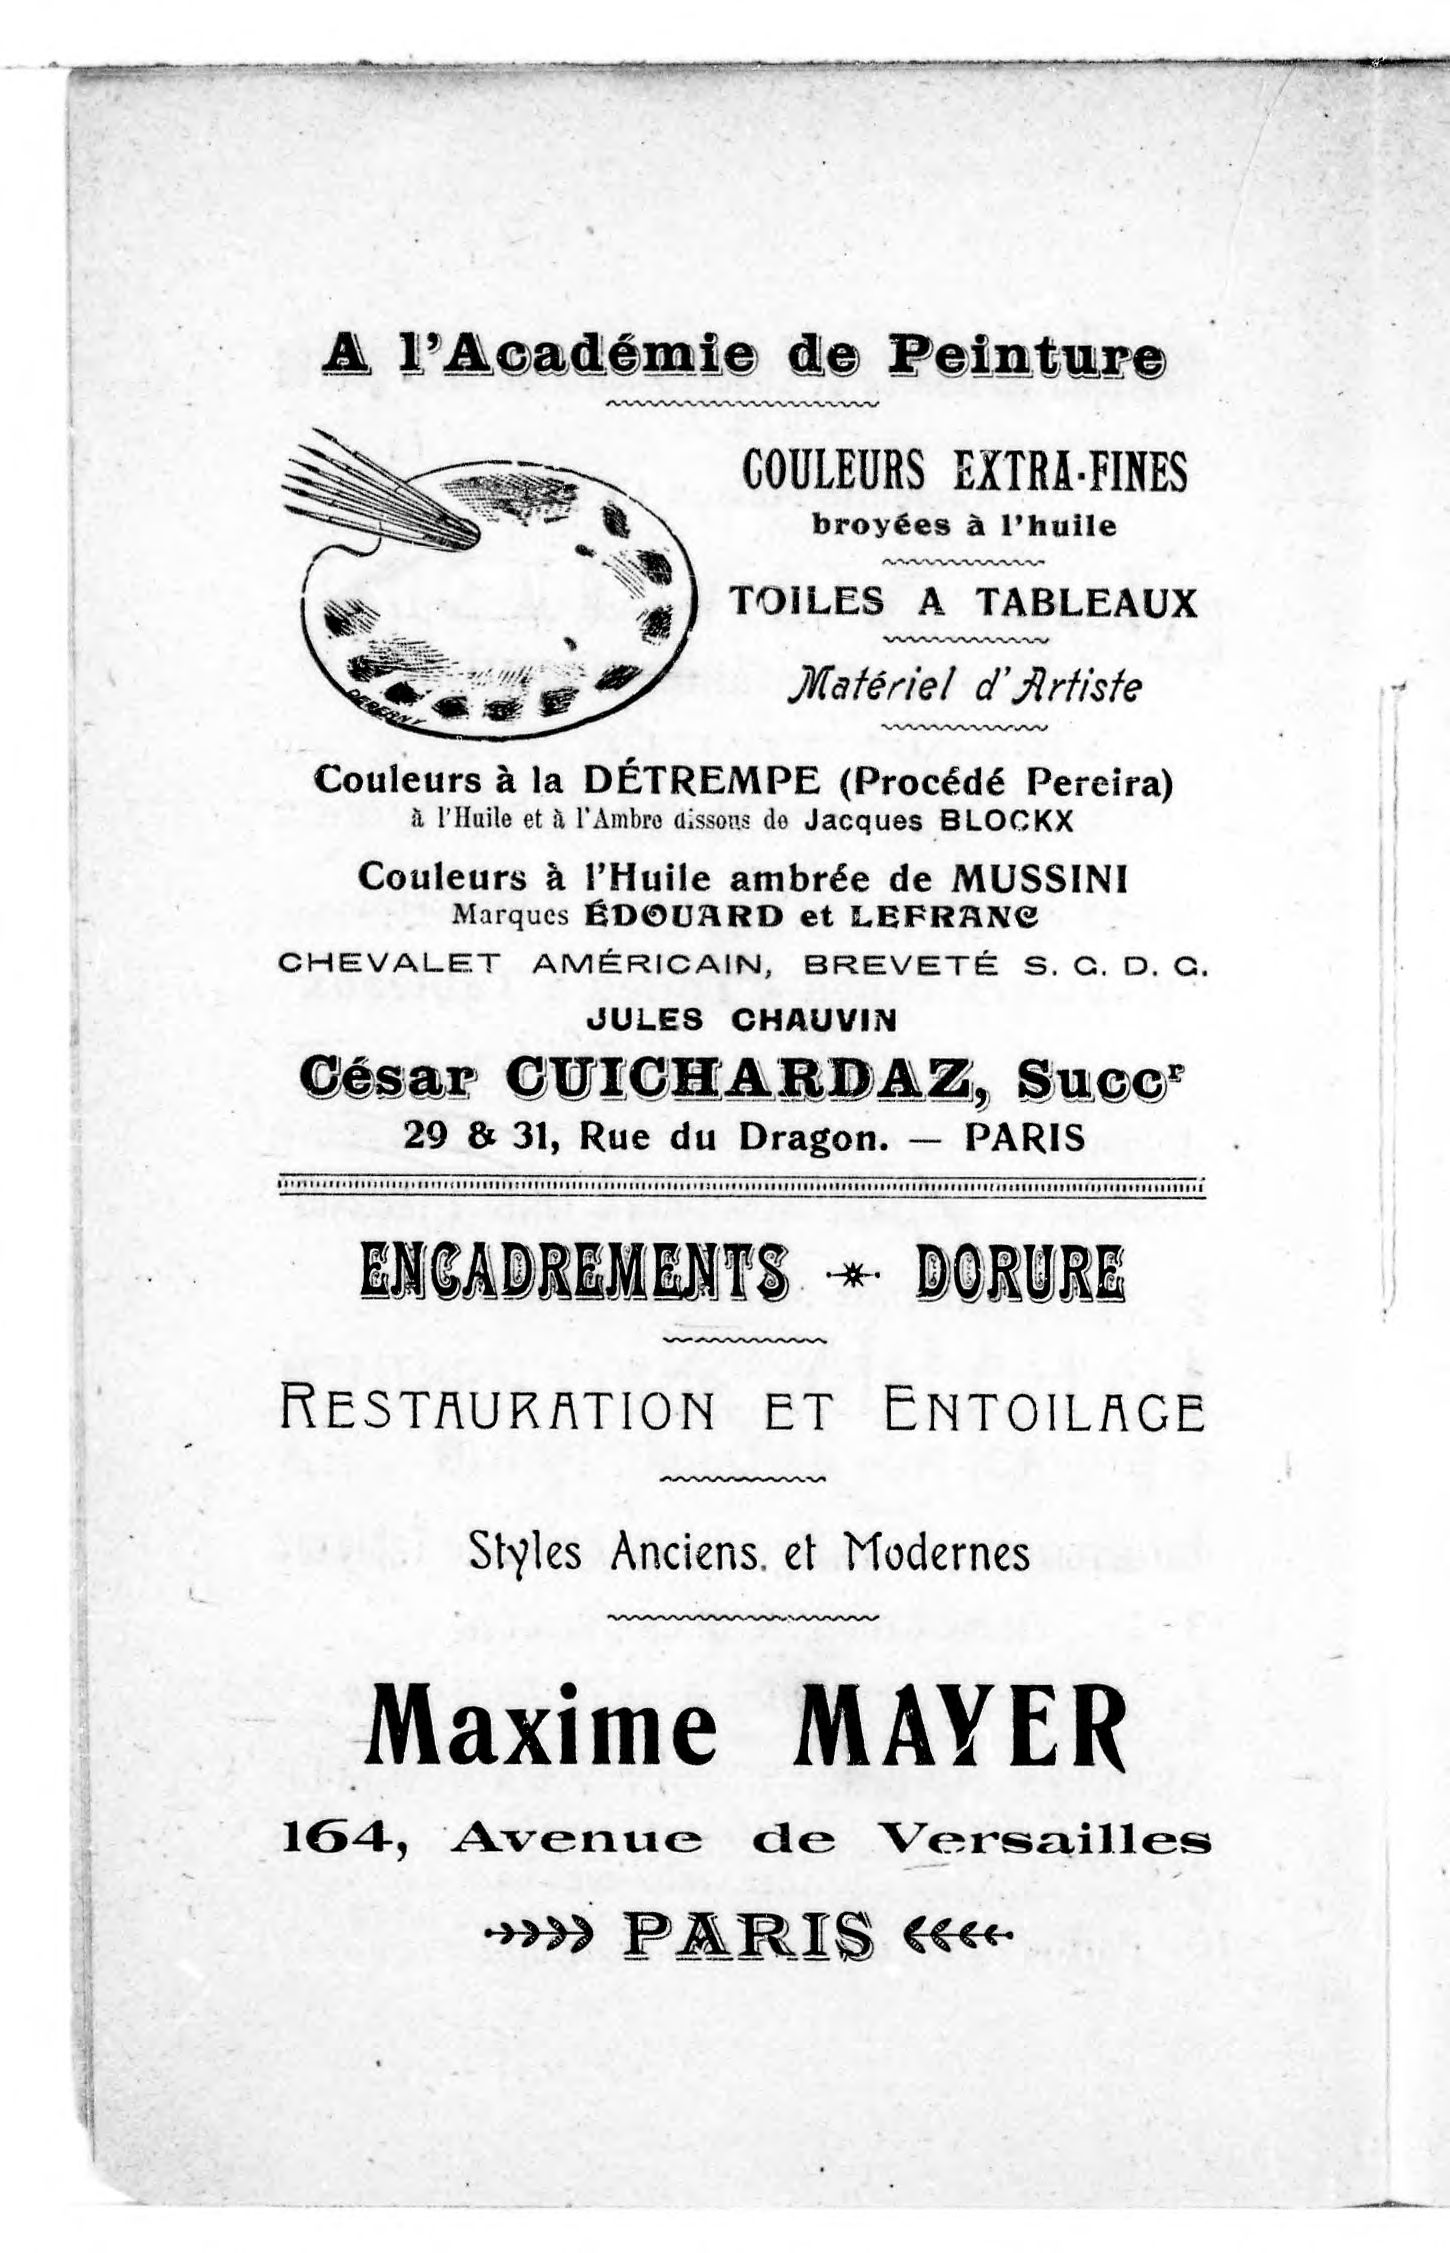 A l'Académie de Peinture
COULEURS EXTRA-FINES
broyées à l'huile
TOILES A TABLEAUX
Matériel d'Artiste
DEBERNY
Couleurs à la DÉTREMPE (Procédé Pereira)
à l'Huile et à l'Ambre dissous de Jacques BLOCKX
Couleurs à l'Huile ambrée de MUSSINI
Marques ÉDOUARD et LEFRANC
CHEVALET AMÉRICAIN, BREVETÉ S. G. D. G.
JULES CHAUVIN
César GUICHARDAZ, Succr
29 & 31, Rue du Dragon. — PARIS
ENCADREMENTS DORURE
RESTAURATION ET ENTOILAGE
Styles Anciens et Modernes
Maxime MAYER
164, Avenue de Versailles
PARIS